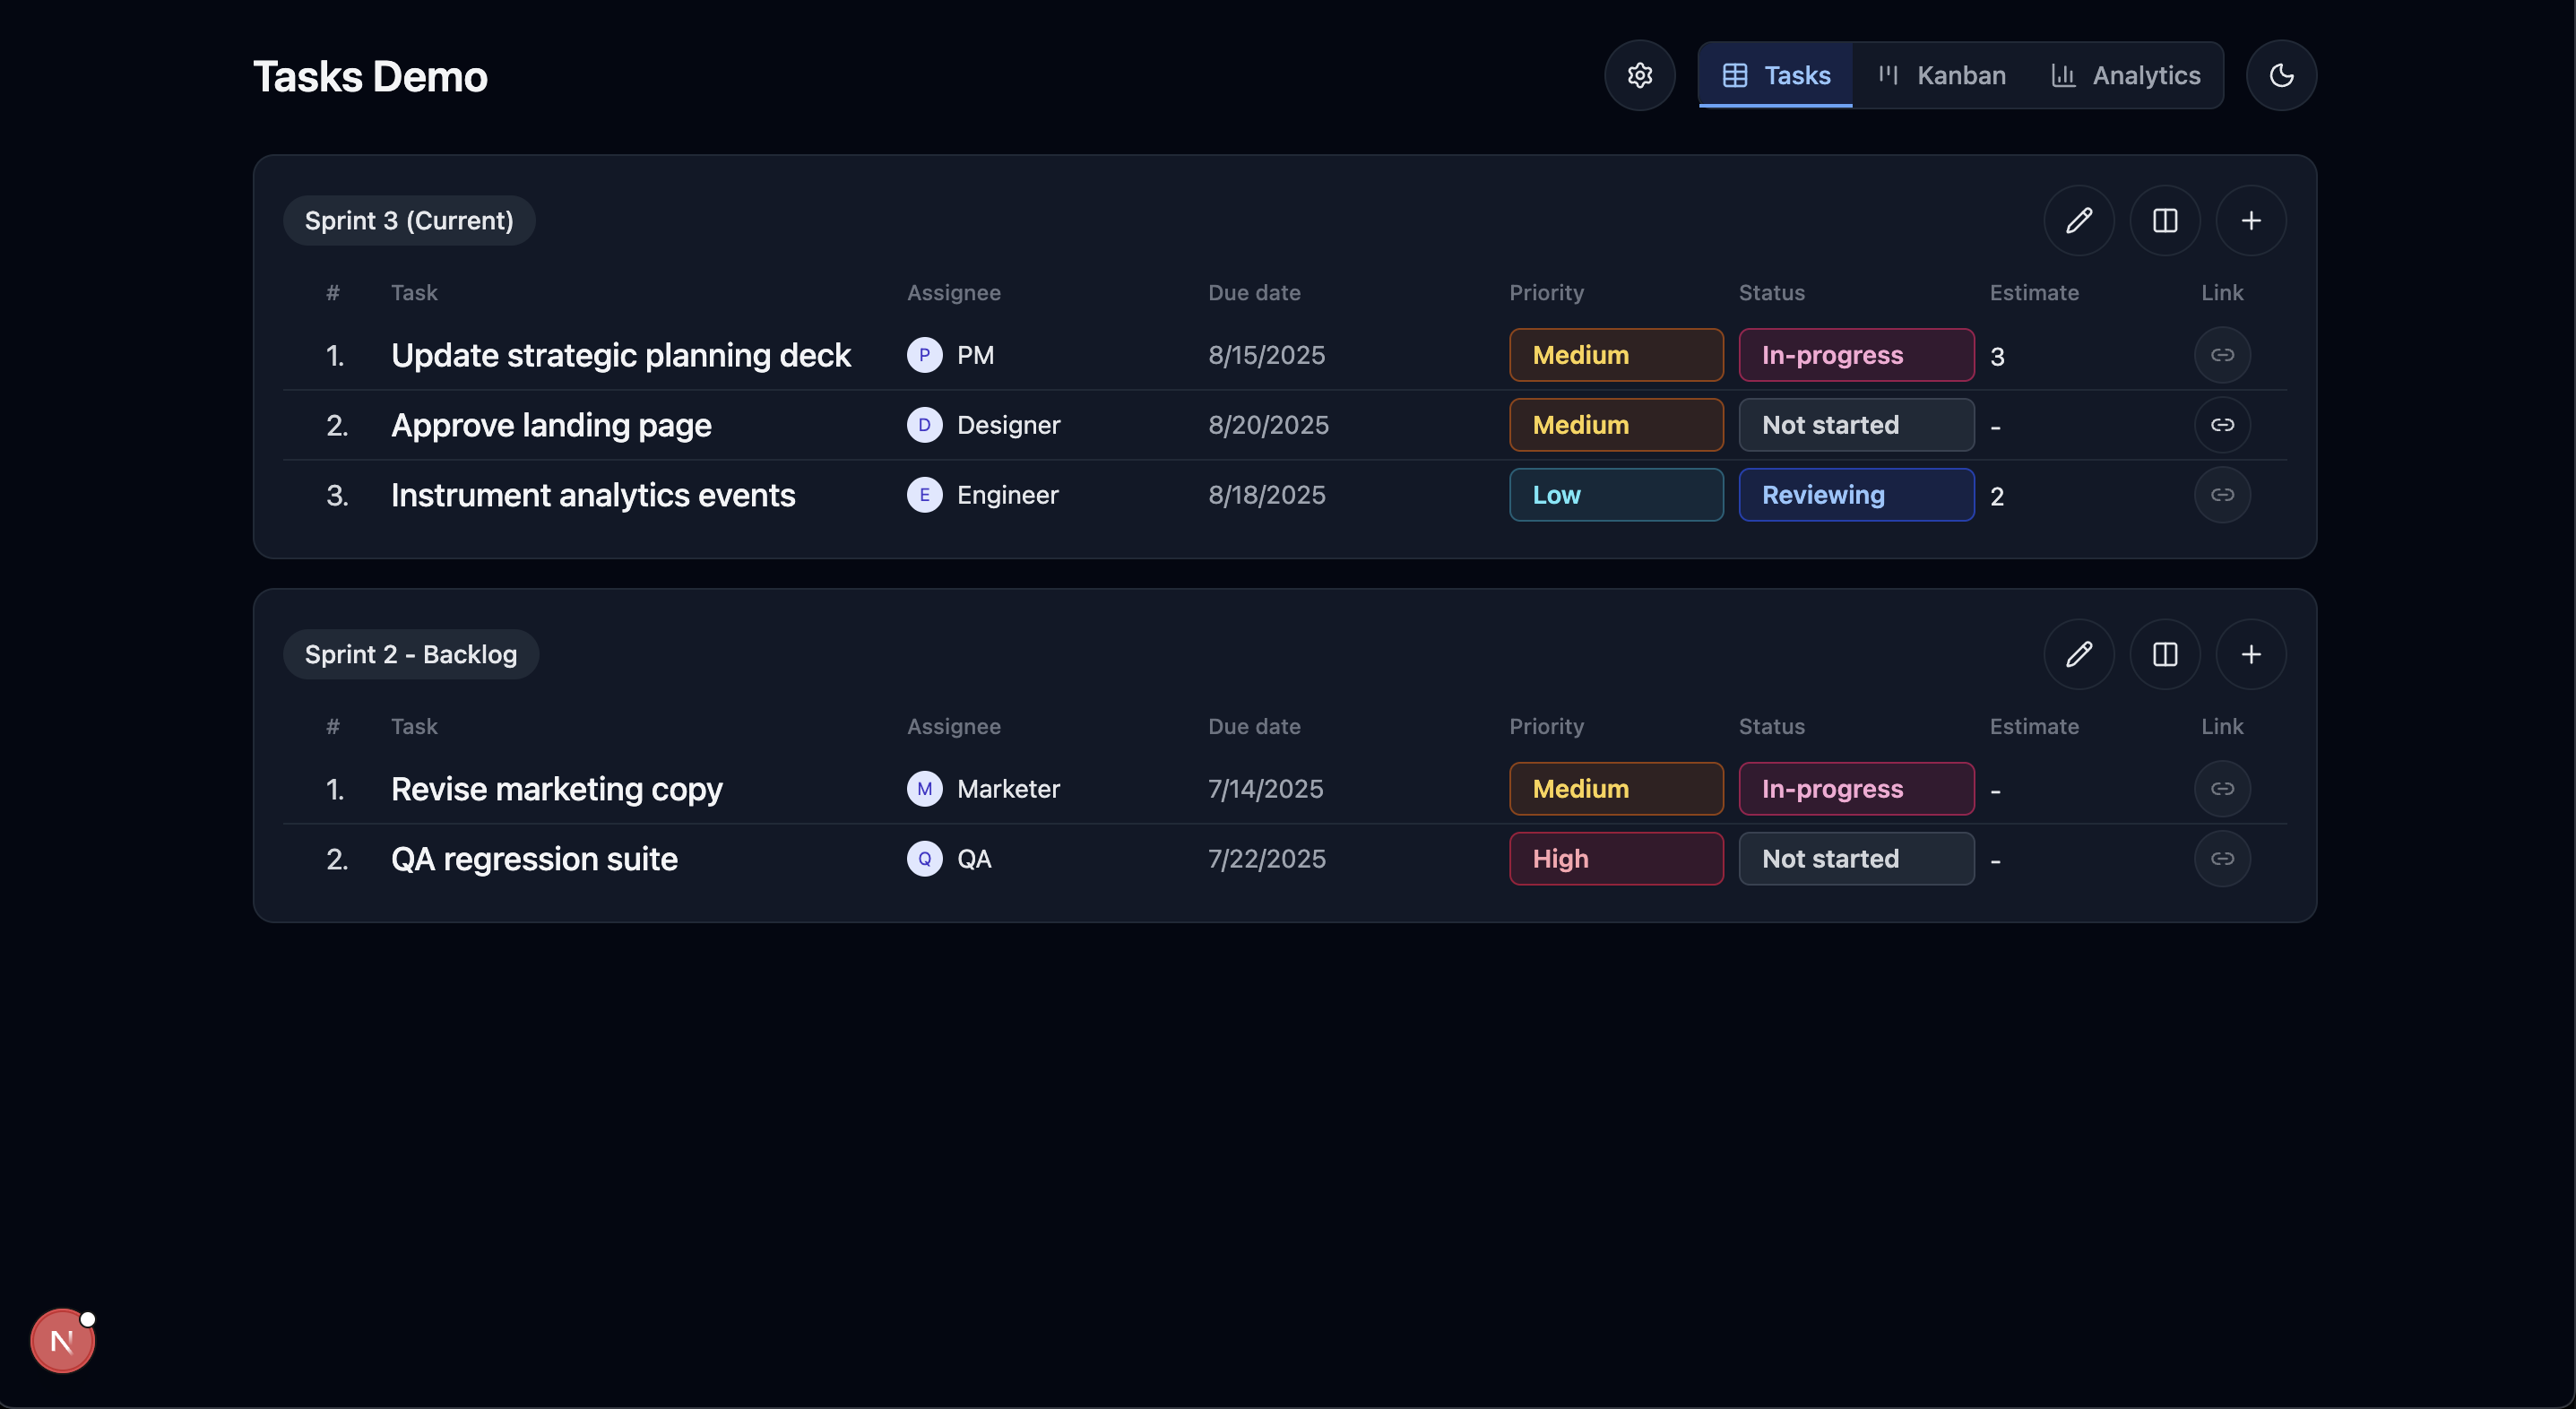 Tasks Demo
Tasks
Kanban
Analytics
Sprint 3 (Current)
# Task Assignee Due date Priority Status Estimate Link
1. Update strategic planning deck P PM 8/15/2025 Medium In-progress 3
2. Approve landing page D Designer 8/20/2025 Medium Not started -
3. Instrument analytics events E Engineer 8/18/2025 Low Reviewing 2
Sprint 2 - Backlog
# Task Assignee Due date Priority Status Estimate Link
1. Revise marketing copy M Marketer 7/14/2025 Medium In-progress -
2. QA regression suite Q QA 7/22/2025 High Not started -
N